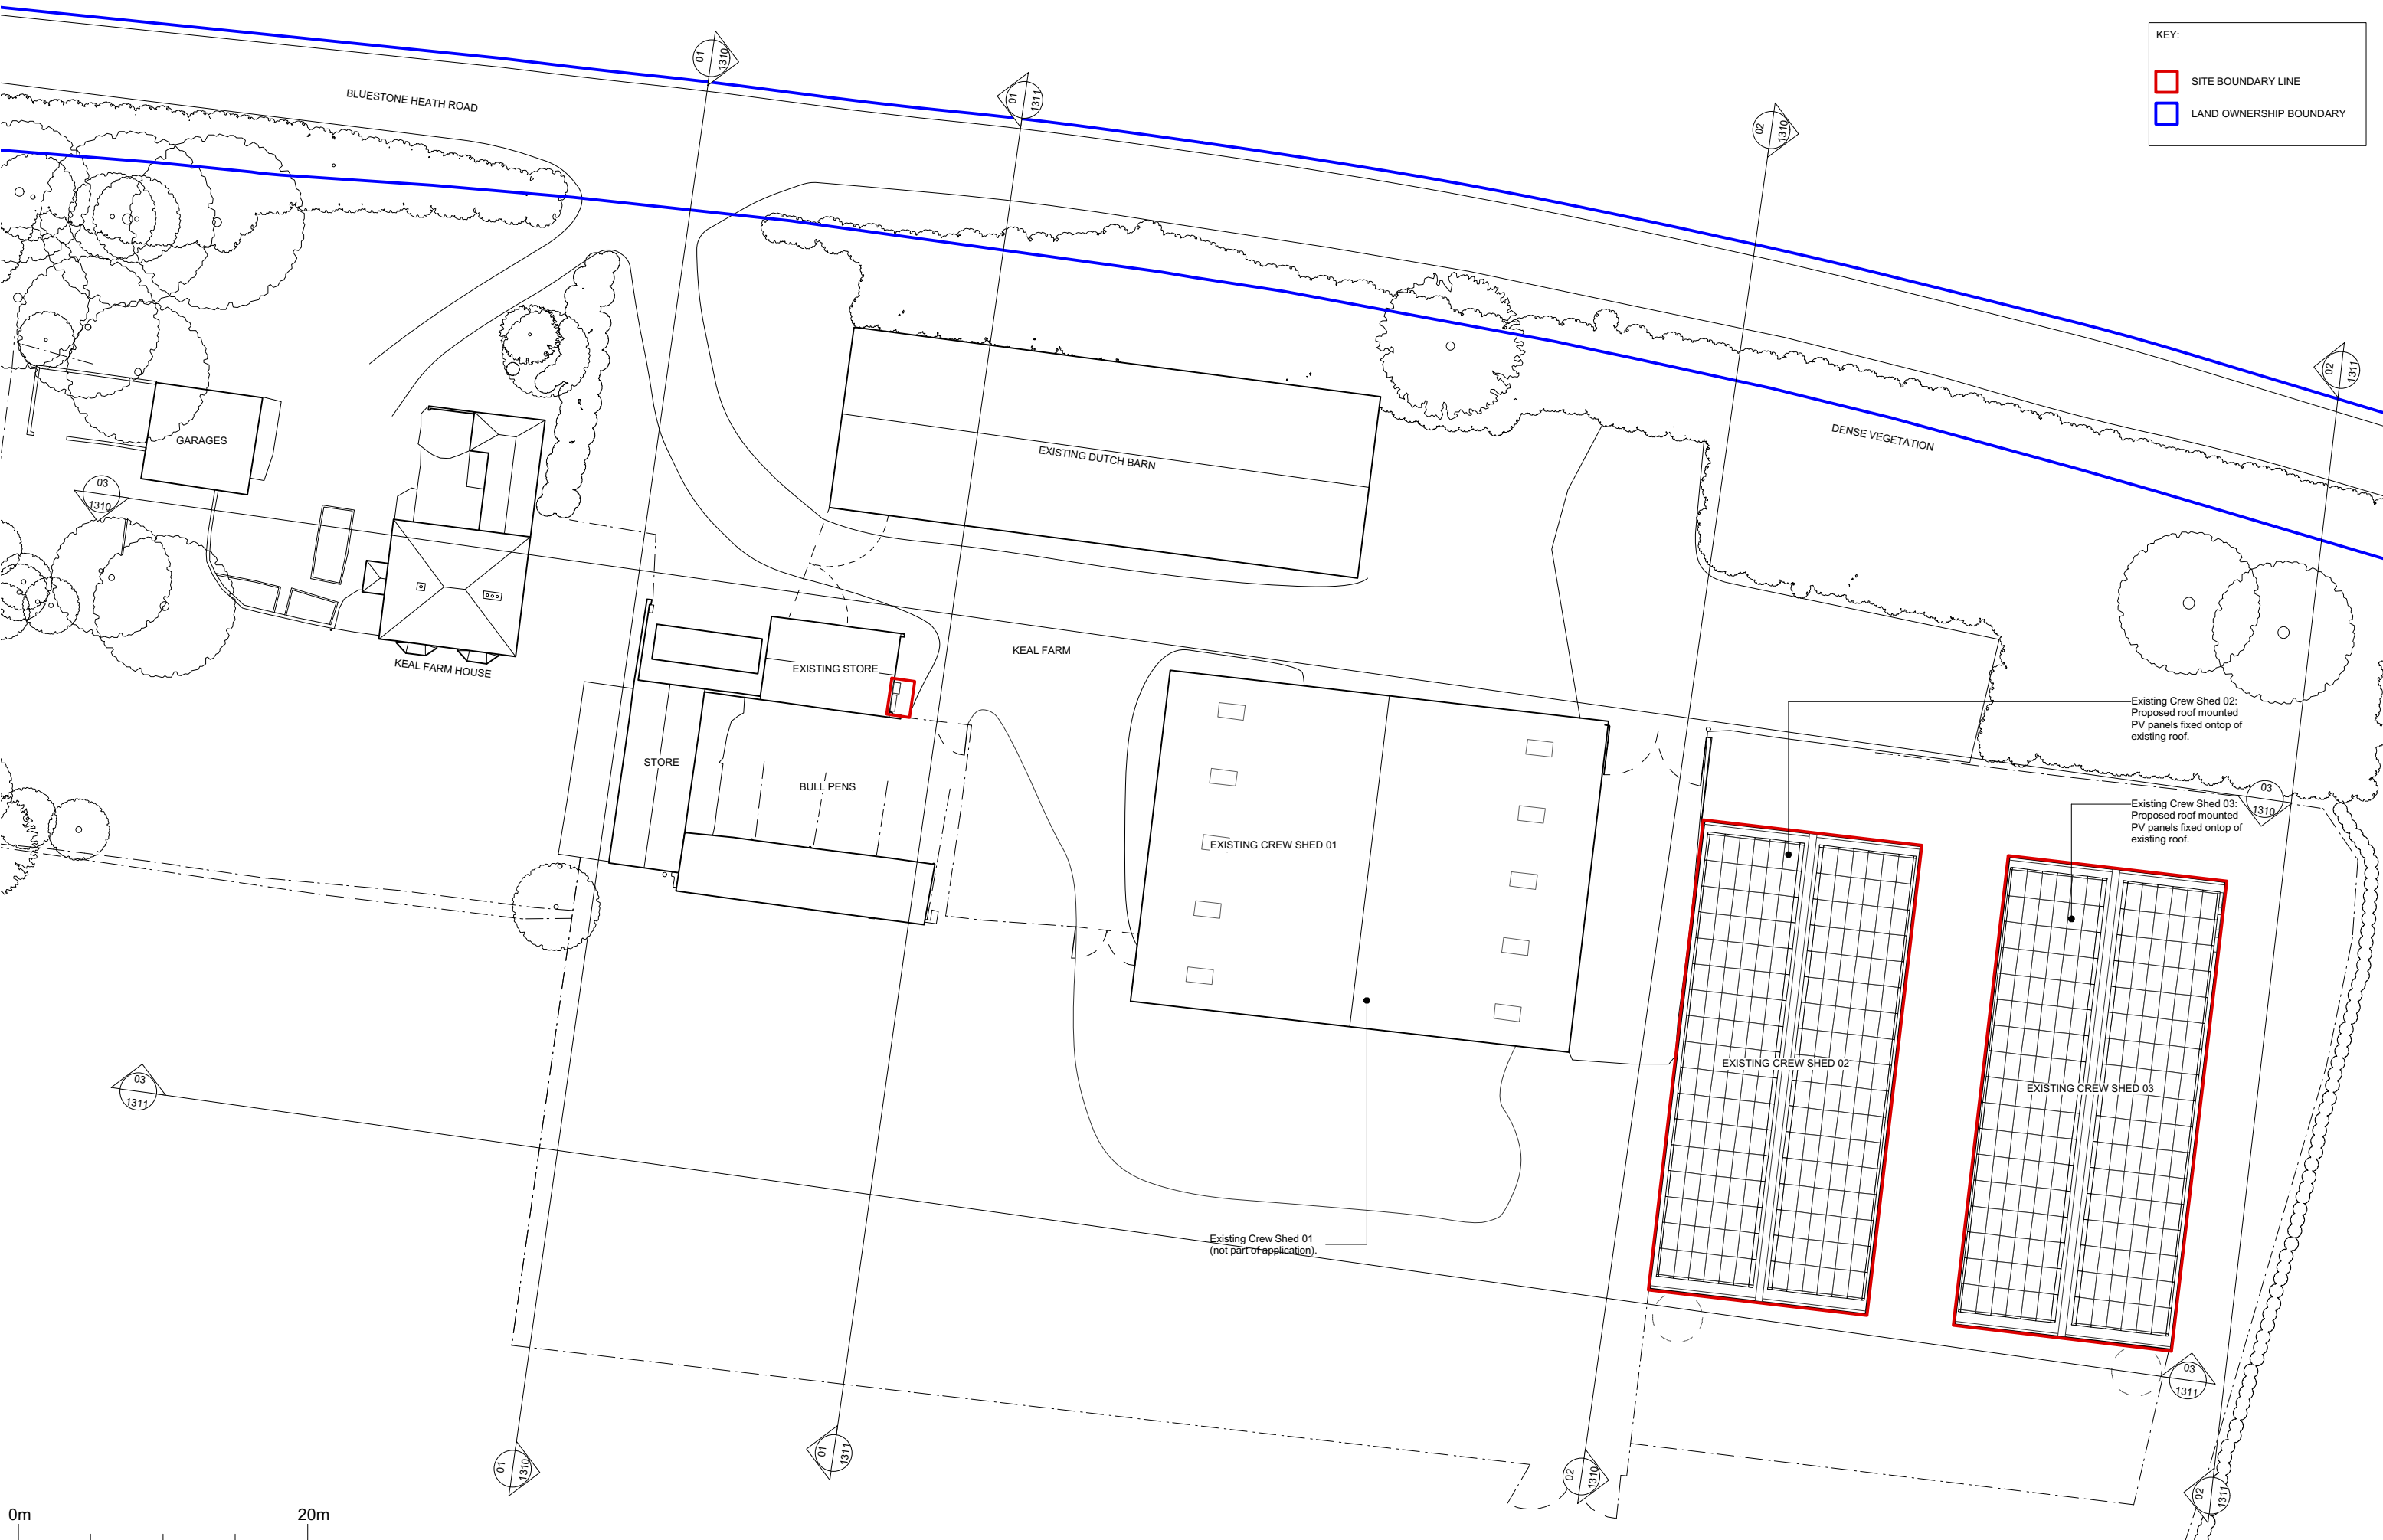 KEY:
SITE BOUNDARY LINE
LAND OWNERSHIP BOUNDARY
01
1310
01
1311
02
1310
02
1311
BLUESTONE HEATH ROAD
DENSE VEGETATION
GARAGES
EXISTING DUTCH BARN
03
1310
KEAL FARM HOUSE
EXISTING STORE
KEAL FARM
STORE
BULL PENS
EXISTING CREW SHED 01
Existing Crew Shed 02:
Proposed roof mounted
PV panels fixed ontop of
existing roof.
03
1310
Existing Crew Shed 03:
Proposed roof mounted
PV panels fixed ontop of
existing roof.
EXISTING CREW SHED 02
EXISTING CREW SHED 03
03
1311
Existing Crew Shed 01
(not part of application).
03
1311
01
1310
01
1311
02
1310
02
1311
0m
20m